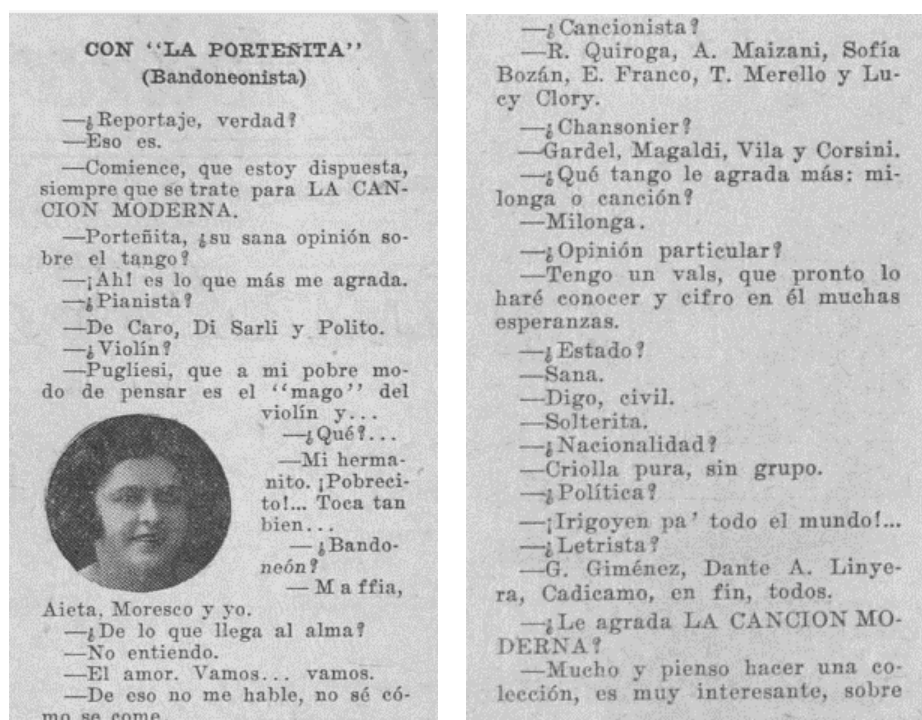 CON "LA PORTEÑITA"
(Bandoneonista)
—¿Reportaje, verdad?
—Eso es.
—Comience, que estoy dispuesta,
siempre que se trate para LA CAN-
CION MODERNA.
—Porteñita, ¿su sana opinión so-
bre el tango?
—¡Ah! es lo que más me agrada.
—¿Pianista?
—De Caro, Di Sarli y Polito.
—¿Violín?
—Pugliesi, que a mi pobre mo-
do de pensar es el "mago" del
violín y...
—¿Qué?...
—Mi herma-
nito. ¡Pobreci-
to!... Toca tan
bien...
—¿Bando-
neón?
—Maffia,
Aieta, Moresco y yo.
—¿De lo que llega al alma?
—No entiendo.
—El amor. Vamos... vamos.
—De eso no me hable, no sé có-
mo se come.
—¿Cancionista?
—R. Quiroga, A. Maizani, Sofía
Bozán, E. Franco, T. Merello y Lu-
cy Clory.
—¿Chansonier?
—Gardel, Magaldi, Vila y Corsini.
—¿Qué tango le agrada más: mi-
longa o canción?
—Milonga.
—¿Opinión particular?
—Tengo un vals, que pronto lo
haré conocer y cifro en él muchas
esperanzas.
—¿Estado?
—Sana.
—Digo, civil.
—Solterita.
—¿Nacionalidad?
—Criolla pura, sin grupo.
—¿Política?
—¡Irigoyen pa' todo el mundo!...
—¿Letrista?
—G. Giménez, Dante A. Linye-
ra, Cadicamo, en fin, todos.
—¿Le agrada LA CANCION MO-
DERNA?
—Mucho y pienso hacer una co-
lección, es muy interesante, sobre